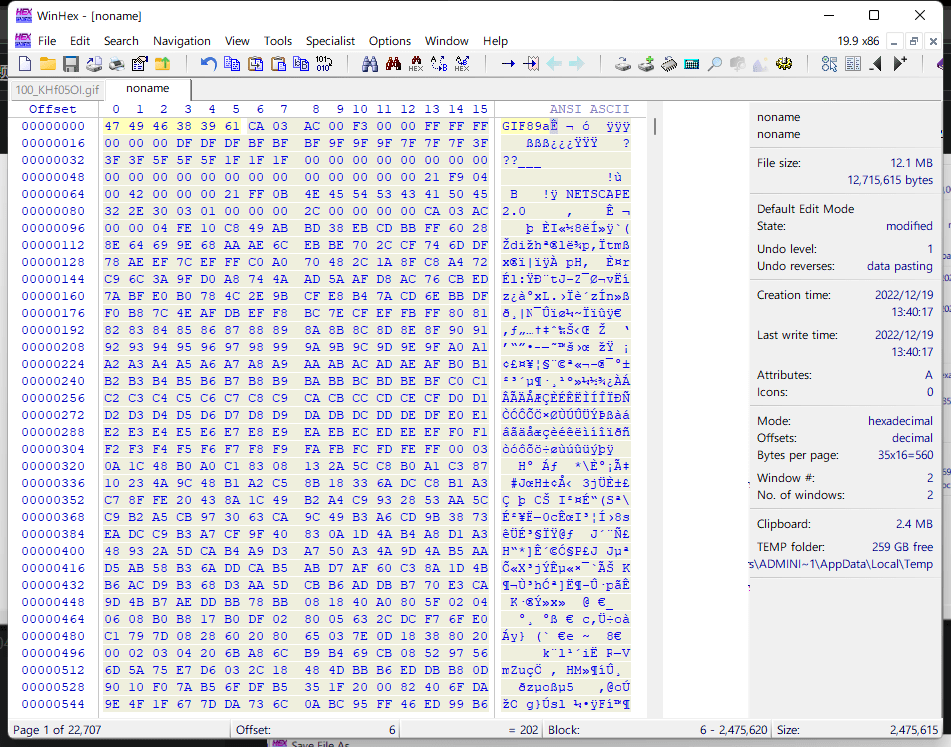 WinHex - [noname]
File Edit Search Navigation View Tools Specialist Options Window Help
19.9 x86
100_KHf05OI.gif noname
Offset 0 1 2 3 4 5 6 7 8 9 10 11 12 13 14 15 ANSI ASCII
00000000 47 49 46 38 39 61 CA 03 AC 00 F3 00 00 FF FF FF GIF89aÊ ¬ ó ÿÿÿ
00000016 00 00 00 DF DF DF BF BF BF 9F 9F 9F 7F 7F 7F 3F ßßß¿¿¿ŸŸŸ ?
00000032 3F 3F 5F 5F 5F 1F 1F 1F 00 00 00 00 00 00 00 00 ??___
00000048 00 00 00 00 00 00 00 00 00 00 00 00 00 21 F9 04 !ù
00000064 00 42 00 00 00 21 FF 0B 4E 45 54 53 43 41 50 45 B !ÿ NETSCAPE
00000080 32 2E 30 03 01 00 00 00 2C 00 00 00 00 CA 03 AC 2.0 , Ê ¬
00000096 00 00 04 FE 10 C8 49 AB BD 38 EB CD BB FF 60 28 þ ÈI«½8ëÍ»ÿ`(
00000112 8E 64 69 9E 68 AA AE 6C EB BE 70 2C CF 74 6D DF Ždižhª®lë¾p,Ïtmß
00000128 78 AE EF 7C EF FF C0 A0 70 48 2C 1A 8F C8 A4 72 x®ï|ïÿÀ pH, È¤r
00000144 C9 6C 3A 9F D0 A8 74 4A AD 5A AF D8 AC 76 CB ED Él:ŸÐ¨tJ-Z¯Ø¬vËí
00000160 7A BF E0 B0 78 4C 2E 9B CF E8 B4 7A CD 6E BB DF z¿à°xL.›Ïè´zÍn»ß
00000176 F0 B8 7C 4E AF DB EF F8 BC 7E CF EF FB FF 80 81 ð¸|N¯Ûïø¼~Ïïûÿ€
00000192 82 83 84 85 86 87 88 89 8A 8B 8C 8D 8E 8F 90 91 ‚ƒ„…†‡ˆ‰Š‹Œ Ž ‘
00000208 92 93 94 95 96 97 98 99 9A 9B 9C 9D 9E 9F A0 A1 ’“”•–—˜™š›œ žŸ ¡
00000224 A2 A3 A4 A5 A6 A7 A8 A9 AA AB AC AD AE AF B0 B1 ¢£¤¥¦§¨©ª«¬-®¯°±
00000240 B2 B3 B4 B5 B6 B7 B8 B9 BA BB BC BD BE BF C0 C1 ²³´µ¶·¸¹º»¼½¾¿ÀÁ
00000256 C2 C3 C4 C5 C6 C7 C8 C9 CA CB CC CD CE CF D0 D1 ÂÃÄÅÆÇÈÉÊËÌÍÎÏÐÑ
00000272 D2 D3 D4 D5 D6 D7 D8 D9 DA DB DC DD DE DF E0 E1 ÒÓÔÕÖ×ØÙÚÛÜÝÞßàá
00000288 E2 E3 E4 E5 E6 E7 E8 E9 EA EB EC ED EE EF F0 F1 âãäåæçèéêëìíîïðñ
00000304 F2 F3 F4 F5 F6 F7 F8 F9 FA FB FC FD FE FF 00 03 òóôõö÷øùúûüýþÿ
00000320 0A 1C 48 B0 A0 C1 83 08 13 2A 5C C8 B0 A1 C3 87 H° Áƒ *\È°¡Ã‡
00000336 10 23 4A 9C 48 B1 A2 C5 8B 18 33 6A DC C8 B1 A3 #JœH±¢Å‹ 3jÜÈ±£
00000352 C7 8F FE 20 43 8A 1C 49 B2 A4 C9 93 28 53 AA 5C Ç þ CŠ I²¤É“(Sª\
00000368 C9 B2 A5 CB 97 30 63 CA 9C 49 B3 A6 CD 9B 38 73 É²¥Ë—0cÊœI³¦Í›8s
00000384 EA DC C9 B3 A7 CF 9F 40 83 0A 1D 4A B4 A8 D1 A3 êÜÉ³§ÏŸ@ƒ J´¨Ñ£
00000400 48 93 2A 5D CA B4 A9 D3 A7 50 A3 4A 9D 4A B5 AA H“*]Ê´©Ó§P£J Jµª
00000416 D5 AB 58 B3 6A DD CA B5 AB D7 AF 60 C3 8A 1D 4B Õ«X³jÝÊµ«×¯`ÃŠ K
00000432 B6 AC D9 B3 68 D3 AA 5D CB B6 AD DB B7 70 E3 CA ¶¬Ù³hÓª]Ë¶-Û·pãÊ
00000448 9D 4B B7 AE DD BB 78 BB 08 18 40 A0 80 5F 02 04 K·®Ý»x» @ €_
00000464 06 08 B0 B8 17 B0 DF 02 80 05 63 2C DC F7 6F E0 °¸ °ß € c,Ü÷oà
00000480 C1 79 7D 08 28 60 20 80 65 03 7E 0D 18 38 80 20 Áy} (` €e ~ 8€
00000496 00 02 03 04 20 6B A8 6C B9 B4 69 CB 08 52 97 56 k¨l¹´iË R—V
00000512 6D 5A 75 E7 D6 03 2C 18 48 4D BB B6 ED DB B8 0D mZuçÖ , HM»¶íÛ¸
00000528 90 10 F0 7A B5 6F DF B5 35 1F 20 00 82 40 6F DA ðzµoßµ5 ‚@oÚ
00000544 9E 4F 1F 67 7D DA 73 6C 0A BC 95 FF 46 ED 99 B6 žO g}Úsl ¼•ÿFí™¶
noname
noname
File size: 12.1 MB
12,715,615 bytes
Default Edit Mode
State: modified
Undo level: 1
Undo reverses: data pasting
Creation time: 2022/12/19
13:40:17
Last write time: 2022/12/19
13:40:17
Attributes: A
Icons: 0
Mode: hexadecimal
Offsets: decimal
Bytes per page: 35x16=560
Window #: 2
No. of windows: 2
Clipboard: 2.4 MB
TEMP folder: 259 GB free
\ADMINI~1\AppData\Local\Temp
Page 1 of 22,707 Offset: 6 = 202 Block: 6 - 2,475,620 Size: 2,475,615
Save File As